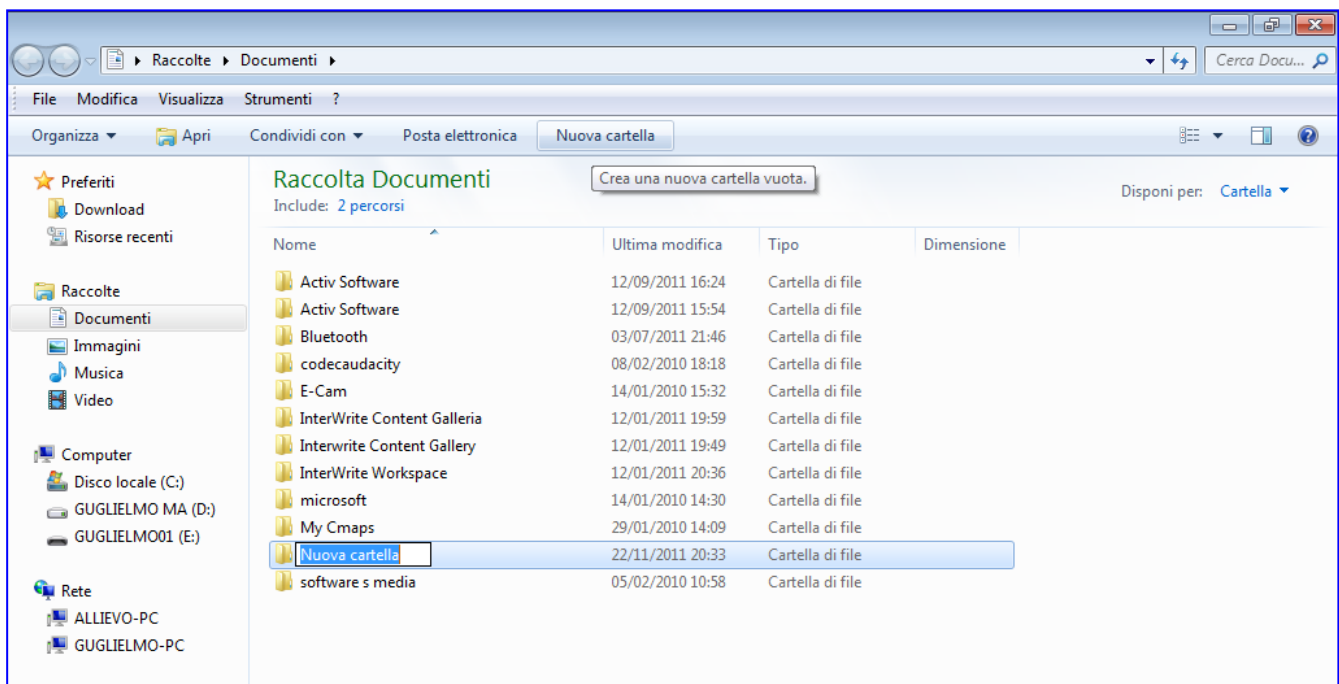 Raccolte Documenti Cerca Docu...
File Modifica Visualizza Strumenti ?
Organizza Apri Condividi con Posta elettronica Nuova cartella
Preferiti
Download
Risorse recenti
Raccolte
Documenti
Immagini
Musica
Video
Computer
Disco locale (C:)
GUGLIELMO MA (D:)
GUGLIELMO01 (E:)
Rete
ALLIEVO-PC
GUGLIELMO-PC
Raccolta Documenti
Include: 2 percorsi
Crea una nuova cartella vuota.
Disponi per: Cartella
Nome Ultima modifica Tipo Dimensione
Activ Software 12/09/2011 16:24 Cartella di file
Activ Software 12/09/2011 15:54 Cartella di file
Bluetooth 03/07/2011 21:46 Cartella di file
codecaudacity 08/02/2010 18:18 Cartella di file
E-Cam 14/01/2010 15:32 Cartella di file
InterWrite Content Galleria 12/01/2011 19:59 Cartella di file
Interwrite Content Gallery 12/01/2011 19:49 Cartella di file
InterWrite Workspace 12/01/2011 20:36 Cartella di file
microsoft 14/01/2010 14:30 Cartella di file
My Cmaps 29/01/2010 14:09 Cartella di file
Nuova cartella 22/11/2011 20:33 Cartella di file
software s media 05/02/2010 10:58 Cartella di file